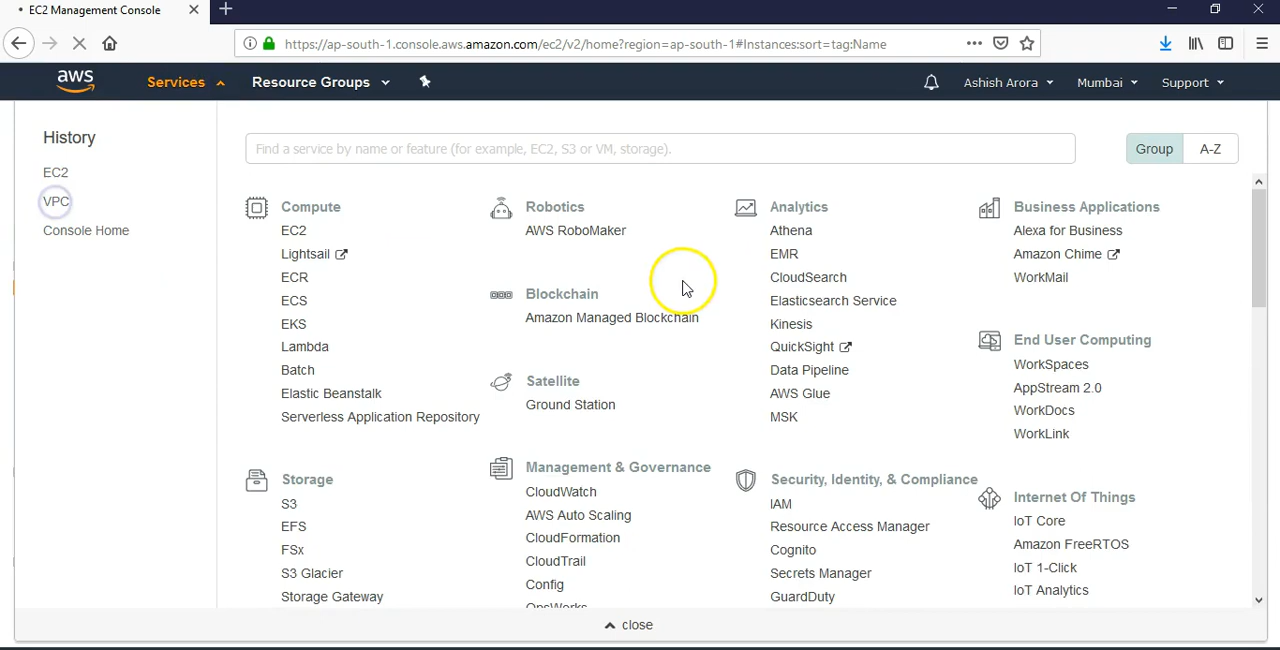 EC2 Management Console
https://ap-south-1.console.aws.amazon.com/ec2/v2/home?region=ap-south-1#Instances:sort=tag:Name
aws
Services
Resource Groups
Ashish Arora
Mumbai
Support
History
EC2
VPC
Console Home
Find a service by name or feature (for example, EC2, S3 or VM, storage).
Group
A-Z
Compute
EC2
Lightsail
ECR
ECS
EKS
Lambda
Batch
Elastic Beanstalk
Serverless Application Repository
Storage
S3
EFS
FSx
S3 Glacier
Storage Gateway
Robotics
AWS RoboMaker
Blockchain
Amazon Managed Blockchain
Satellite
Ground Station
Management & Governance
CloudWatch
AWS Auto Scaling
CloudFormation
CloudTrail
Config
OpsWorks
Analytics
Athena
EMR
CloudSearch
Elasticsearch Service
Kinesis
QuickSight
Data Pipeline
AWS Glue
MSK
Security, Identity, & Compliance
IAM
Resource Access Manager
Cognito
Secrets Manager
GuardDuty
Business Applications
Alexa for Business
Amazon Chime
WorkMail
End User Computing
WorkSpaces
AppStream 2.0
WorkDocs
WorkLink
Internet Of Things
IoT Core
Amazon FreeRTOS
IoT 1-Click
IoT Analytics
close